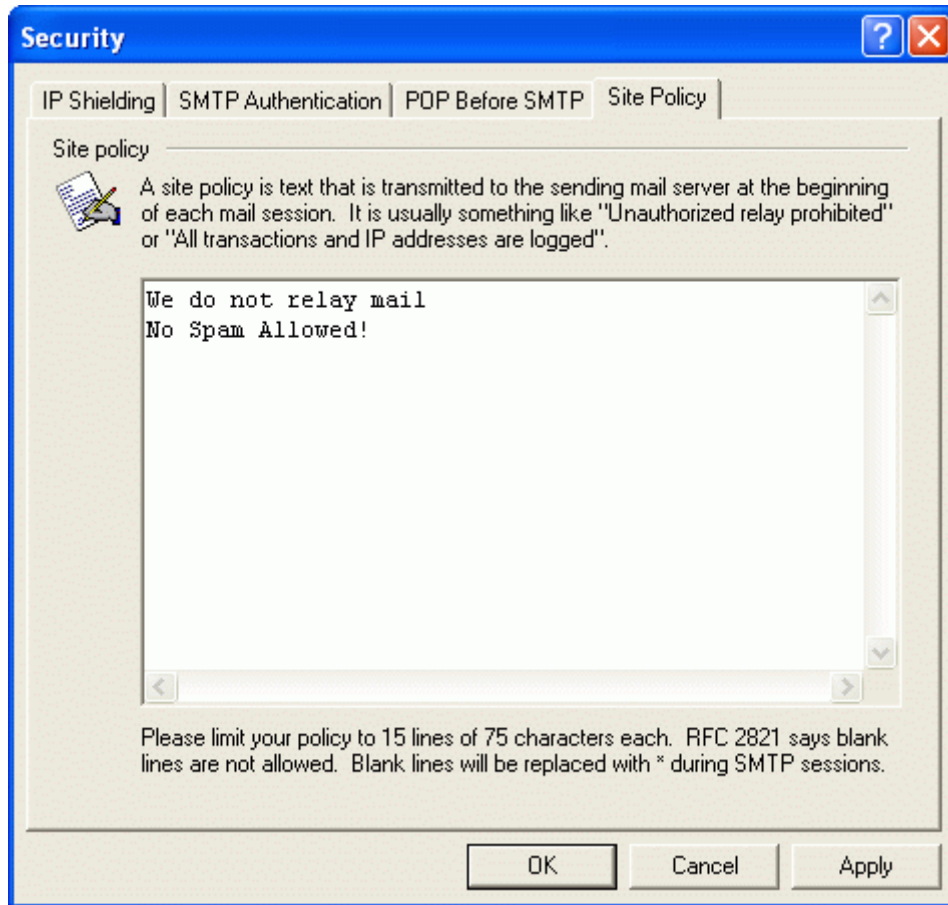 Security
IP Shielding
SMTP Authentication
POP Before SMTP
Site Policy
Site policy
A site policy is text that is transmitted to the sending mail server at the beginning
of each mail session.  It is usually something like "Unauthorized relay prohibited"
or "All transactions and IP addresses are logged".
We do not relay mail
No Spam Allowed!
Please limit your policy to 15 lines of 75 characters each.  RFC 2821 says blank
lines are not allowed.  Blank lines will be replaced with * during SMTP sessions.
OK
Cancel
Apply